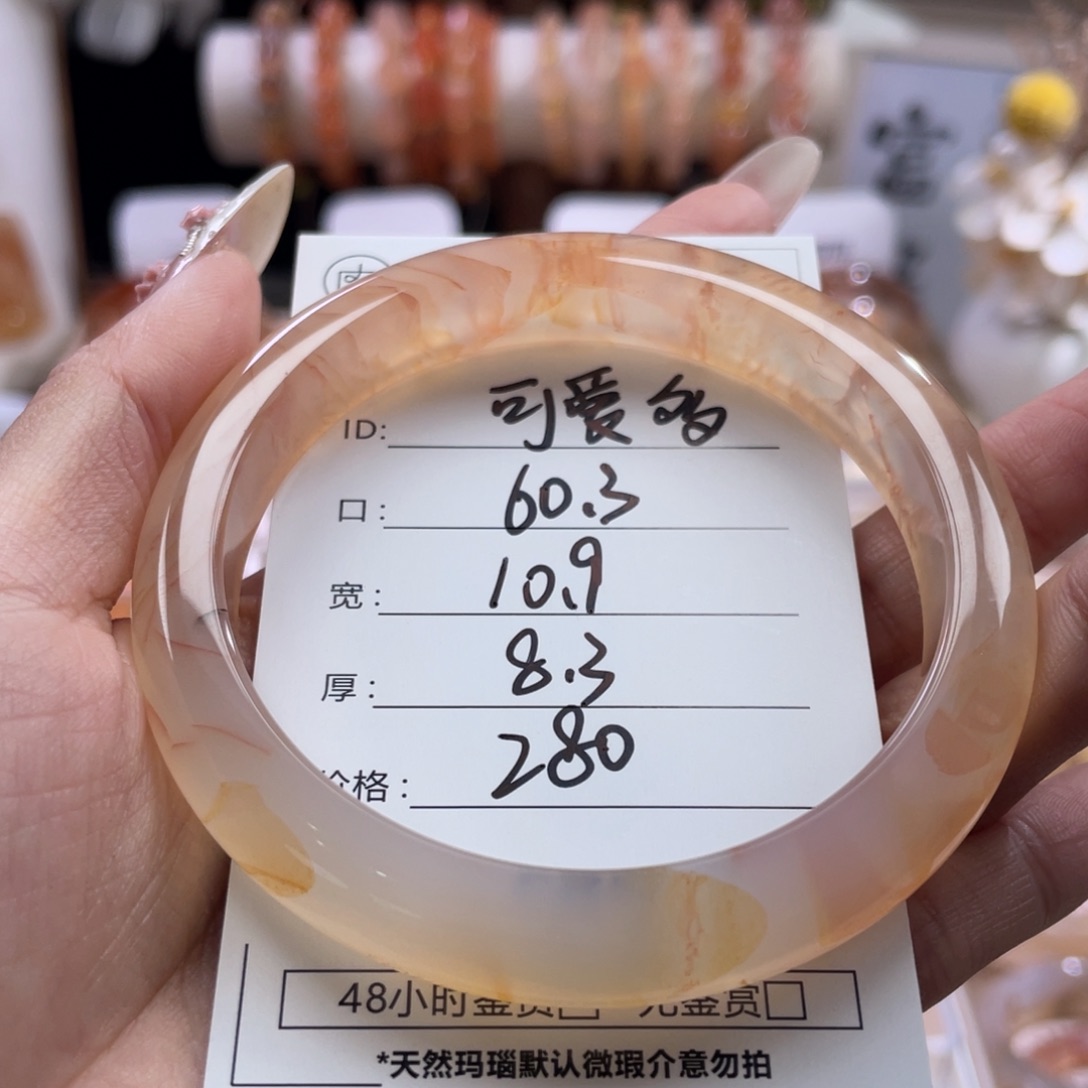 ID: 可爱多
口: 60.3
宽: 10.9
厚: 8.3
价格: 280
48小时鉴赏□ 无鉴赏□
*天然玛瑙默认微瑕介意勿拍